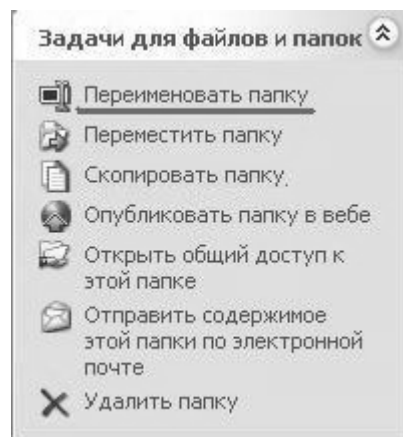 Задачи для файлов и папок
Переименовать папку
Переместить папку
Скопировать папку
Опубликовать папку в вебе
Открыть общий доступ к
этой папке
Отправить содержимое
этой папки по электронной
почте
Удалить папку